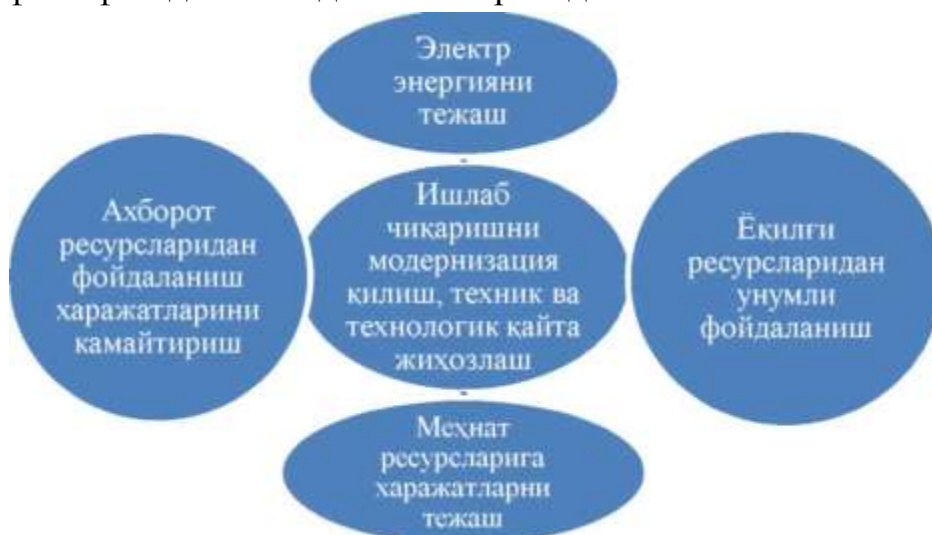 Электр
энергияни
тежаш
Ахборот
ресурсларидан
фойдаланиш
харажатларини
камайтириш
Ишлаб
чиқаришни
модернизация
қилиш, техник ва
технологик қайта
жиҳозлаш
Ёқилғи
ресурсларидан
унумли
фойдаланиш
Меҳнат
ресурсларига
харажатларни
тежаш